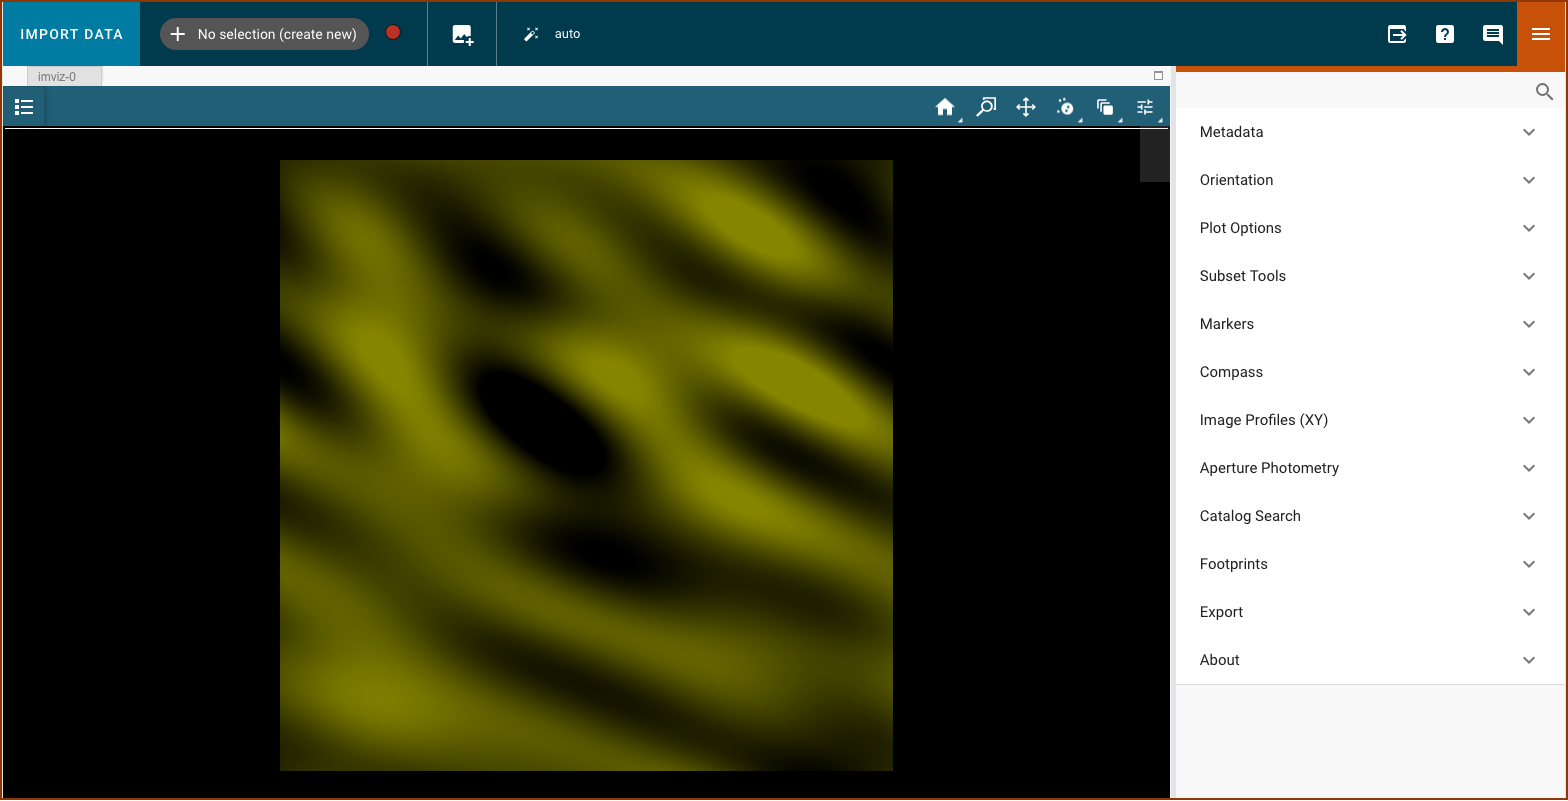 IMPORT DATA
No selection (create new)
auto
imviz-0
Metadata
Orientation
Plot Options
Subset Tools
Markers
Compass
Image Profiles (XY)
Aperture Photometry
Catalog Search
Footprints
Export
About